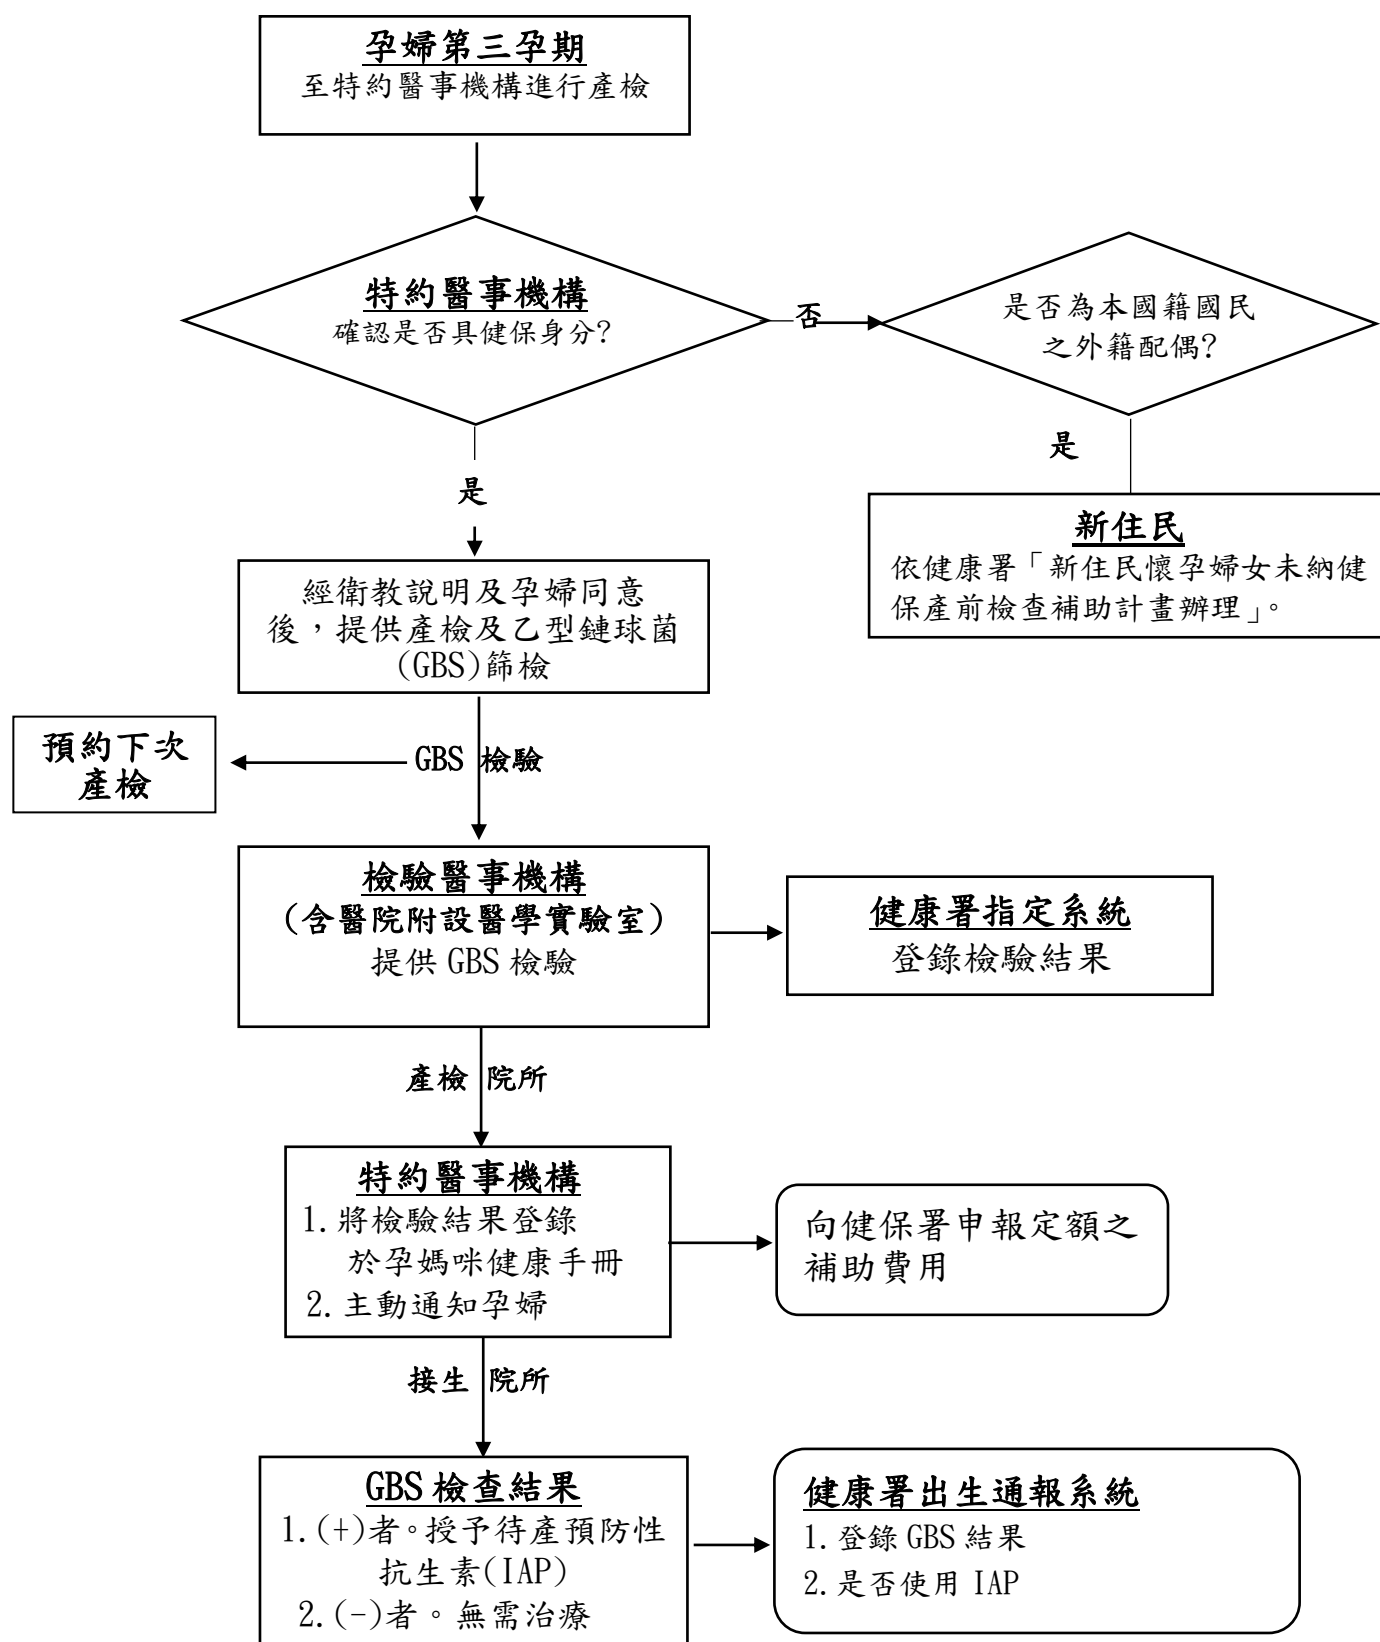 孕婦第三孕期
至特約醫事機構進行產檢
特約醫事機構
確認是否具健保身分?
否
是否為本國籍國民
之外籍配偶?
是
是
新住民
依健康署「新住民懷孕婦女未納健
保產前檢查補助計畫辦理」。
經衛教說明及孕婦同意
後，提供產檢及乙型鏈球菌
(GBS)篩檢
預約下次
產檢
GBS 檢驗
檢驗醫事機構
(含醫院附設醫學實驗室)
提供 GBS 檢驗
健康署指定系統
登錄檢驗結果
產檢 院所
特約醫事機構
1. 將檢驗結果登錄
於孕媽咪健康手冊
2. 主動通知孕婦
向健保署申報定額之
補助費用
接生 院所
GBS 檢查結果
1. (+)者。授予待產預防性
抗生素(IAP)
2. (-)者。無需治療
健康署出生通報系統
1. 登錄 GBS 結果
2. 是否使用 IAP